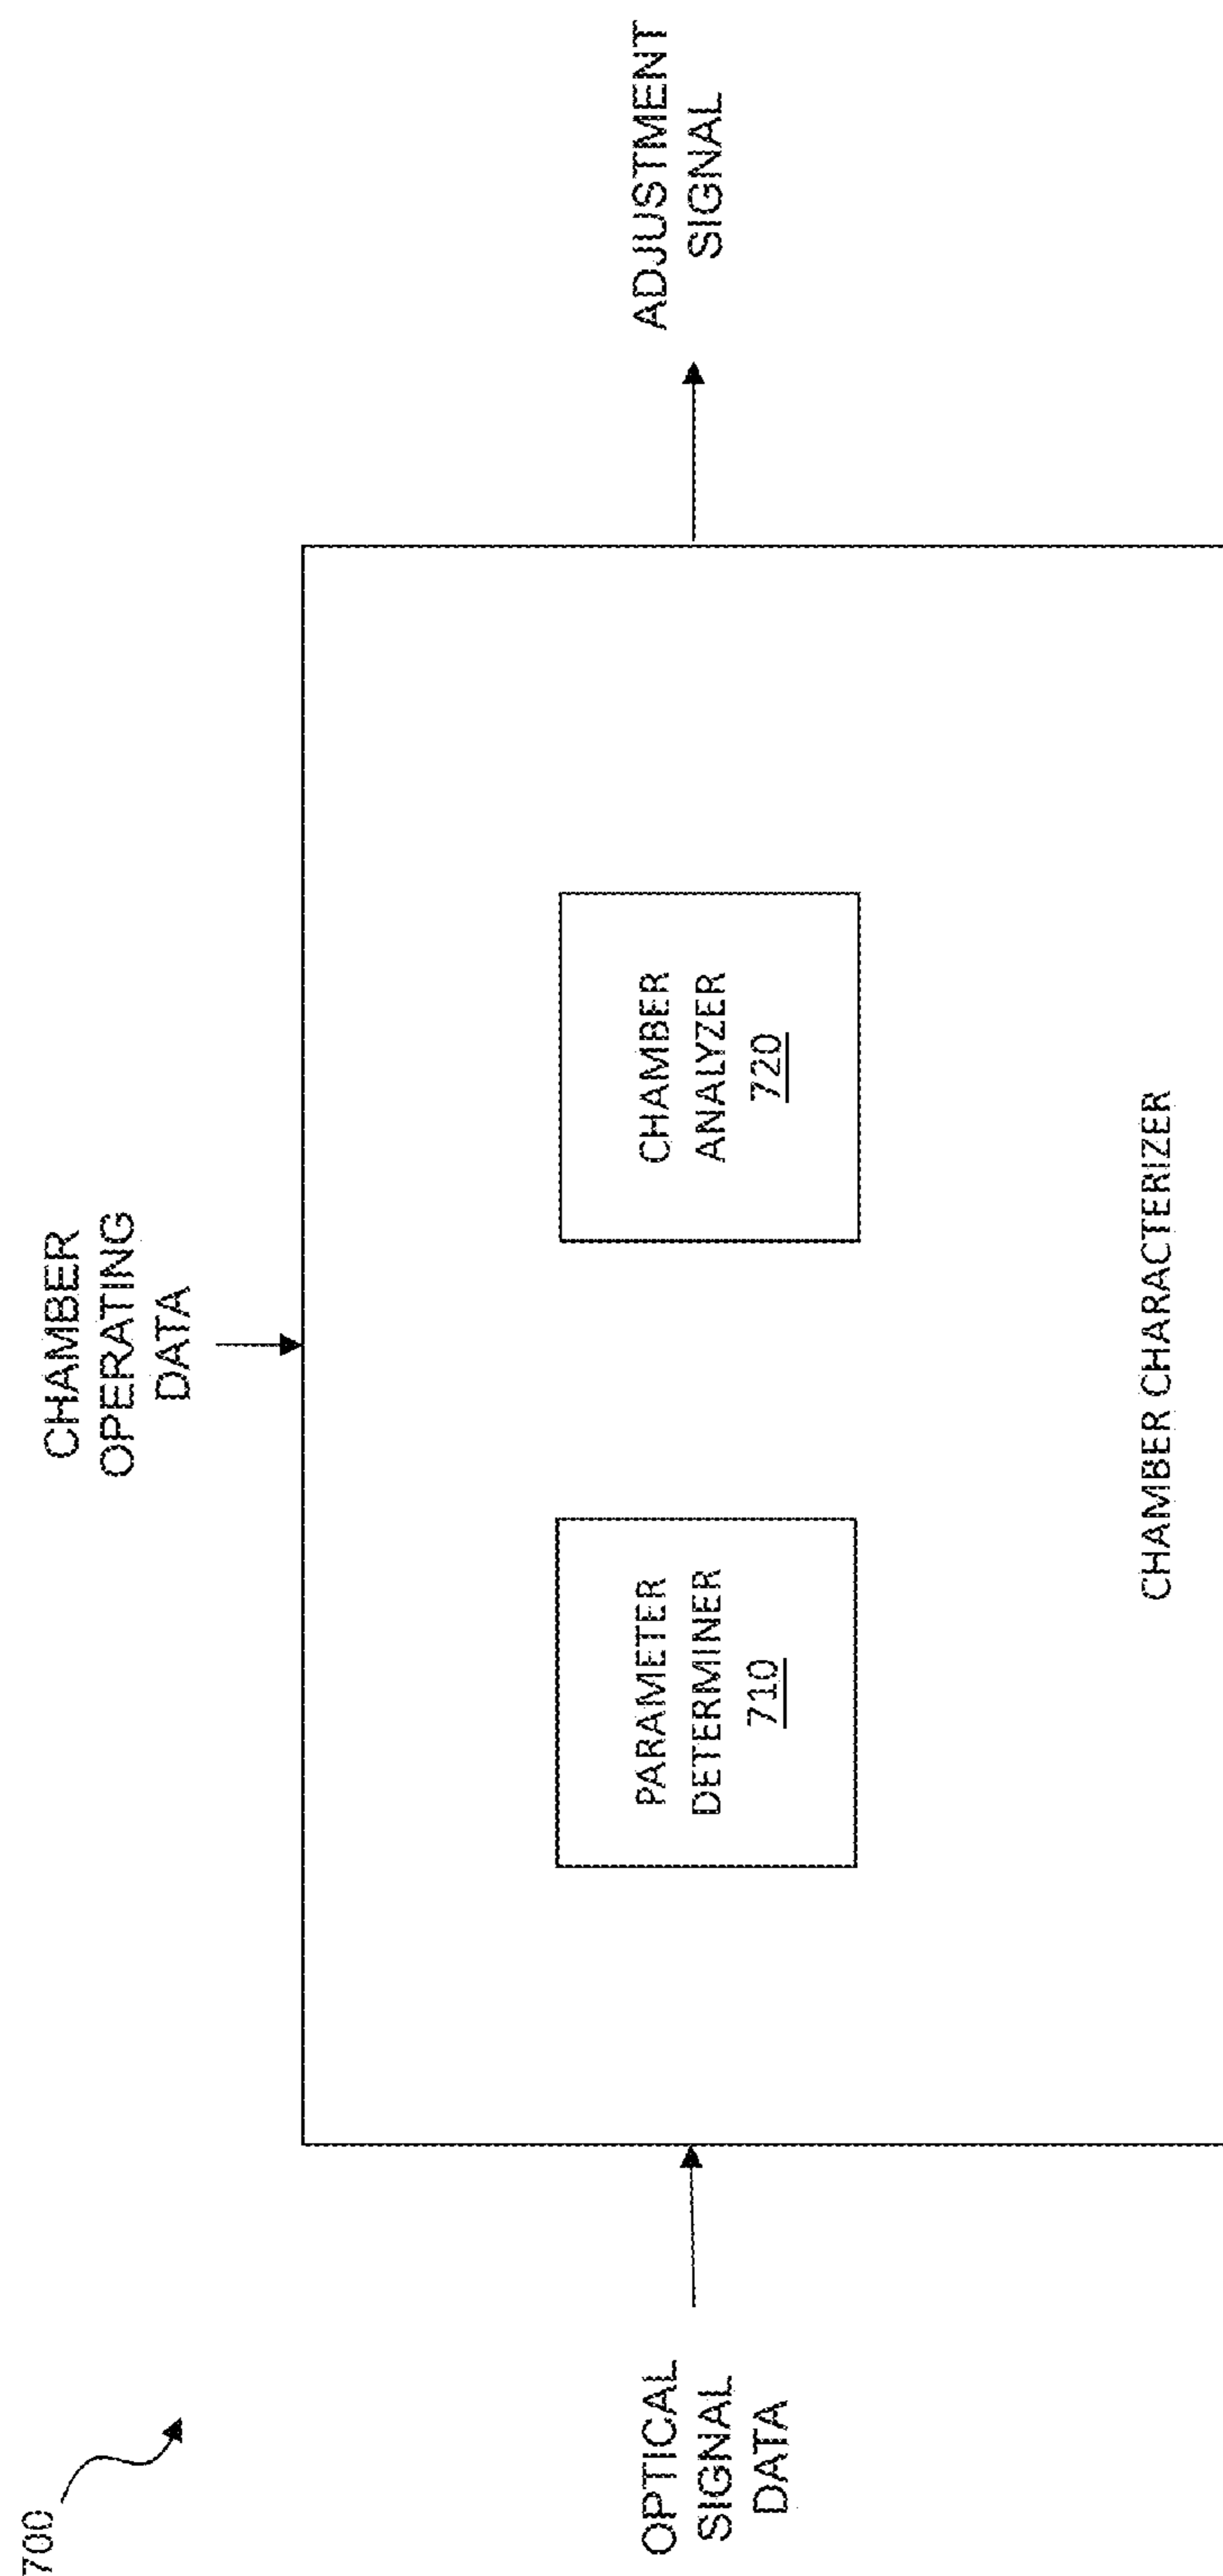 700
CHAMBER
OPERATING
DATA
OPTICAL
SIGNAL
DATA
PARAMETER
DETERMINER
710
CHAMBER
ANALYZER
720
ADJUSTMENT
SIGNAL
CHAMBER CHARACTERIZER